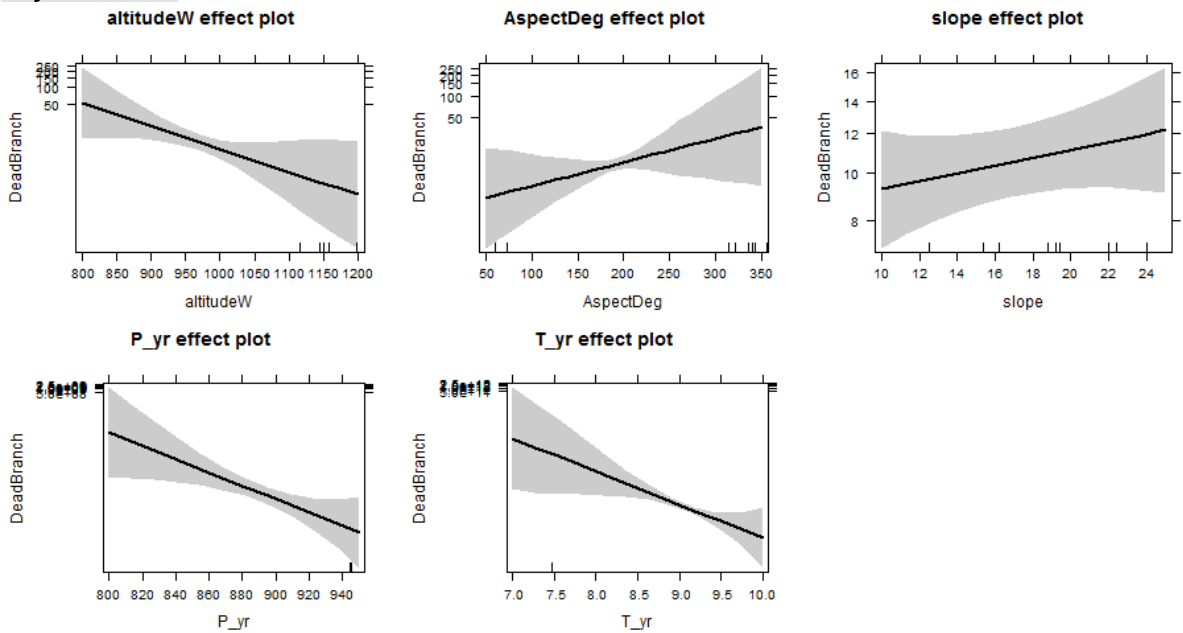 altitudeW effect plot
DeadBranch
250
200
150
100
50
800 850 900 950 1000 1050 1100 1150 1200
altitudeW
AspectDeg effect plot
DeadBranch
250
200
150
100
50
50 100 150 200 250 300 350
AspectDeg
slope effect plot
DeadBranch
16
14
12
10
8
10 12 14 16 18 20 22 24
slope
P_yr effect plot
DeadBranch
800 820 840 860 880 900 920 940
P_yr
T_yr effect plot
DeadBranch
7.0 7.5 8.0 8.5 9.0 9.5 10.0
T_yr